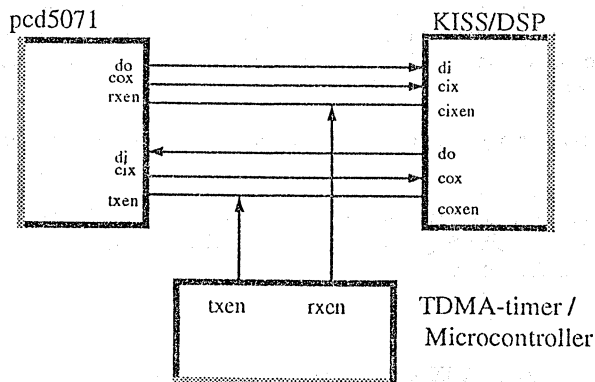 pcd5071
KISS/DSP
do
cox
rxen
di
cix
txen
di
cix
cixen
do
cox
coxen
txen
rxen
TDMA-timer /
Microcontroller